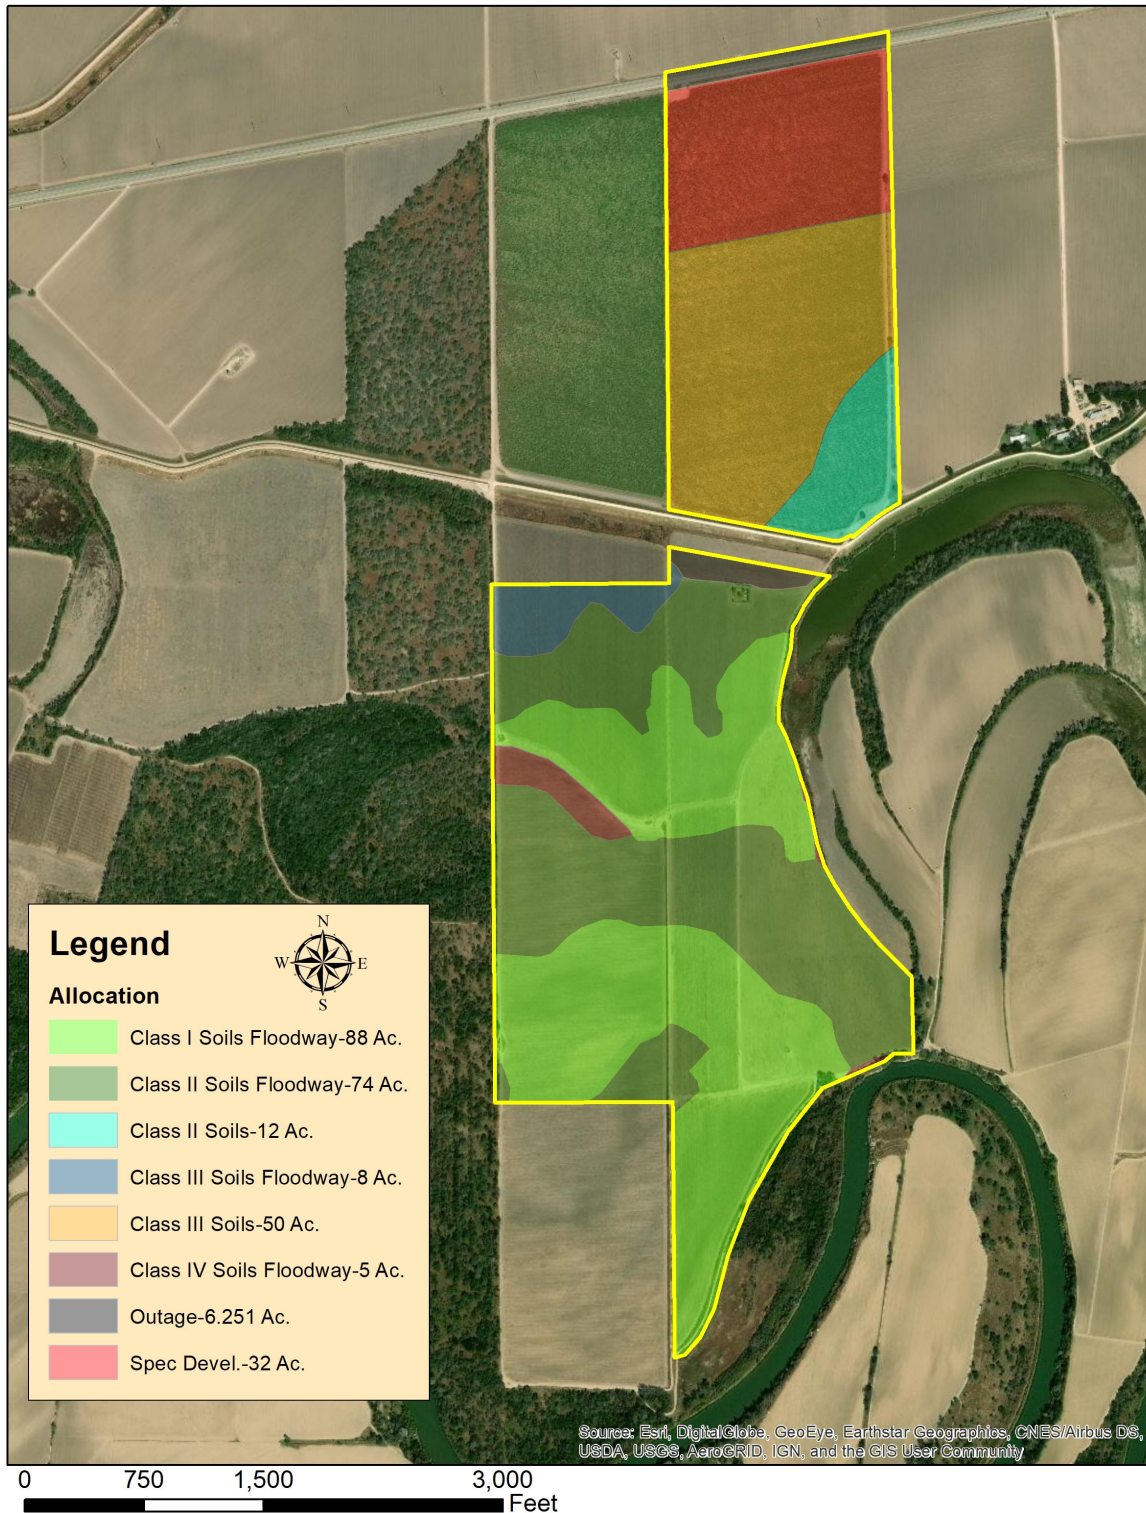 Legend
N
W E
S
Allocation
Class I Soils Floodway-88 Ac.
Class II Soils Floodway-74 Ac.
Class II Soils-12 Ac.
Class III Soils Floodway-8 Ac.
Class III Soils-50 Ac.
Class IV Soils Floodway-5 Ac.
Outage-6.251 Ac.
Spec Devel.-32 Ac.
Source: Esri, DigitalGlobe, GeoEye, Earthstar Geographics, CNES/Airbus DS,
USDA, USGS, AeroGRID, IGN, and the GIS User Community
0 750 1,500 3,000
Feet